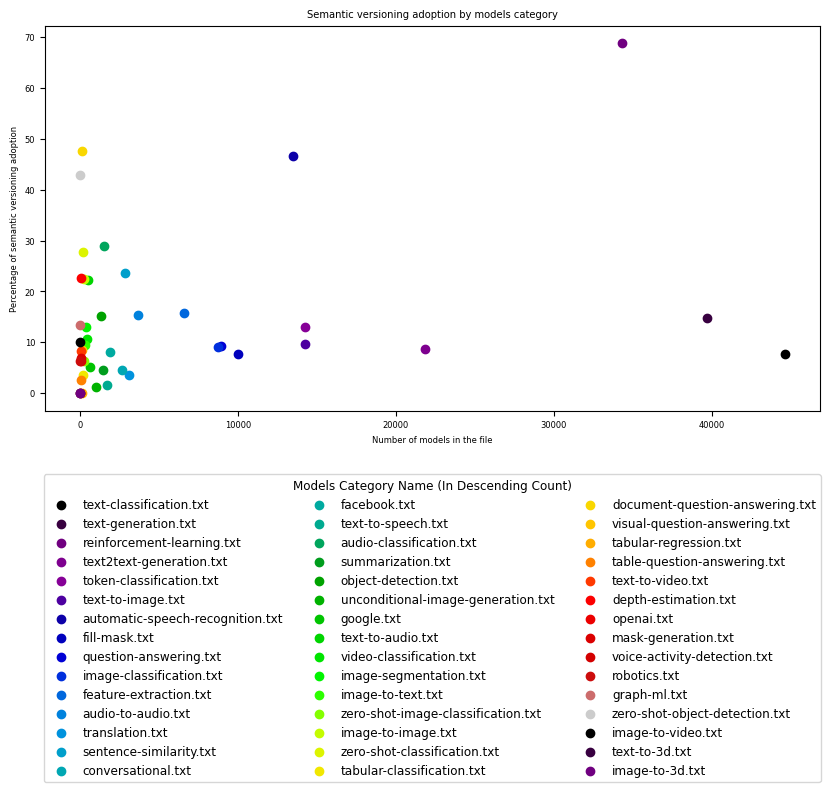 Semantic versioning adoption by models category
70
60
50
40
30
20
10
0
Percentage of semantic versioning adoption
0 10000 20000 30000 40000
Number of models in the file
Models Category Name (In Descending Count)
text-classification.txt
text-generation.txt
reinforcement-learning.txt
text2text-generation.txt
token-classification.txt
text-to-image.txt
automatic-speech-recognition.txt
fill-mask.txt
question-answering.txt
image-classification.txt
feature-extraction.txt
audio-to-audio.txt
translation.txt
sentence-similarity.txt
conversational.txt
facebook.txt
text-to-speech.txt
audio-classification.txt
summarization.txt
object-detection.txt
unconditional-image-generation.txt
google.txt
text-to-audio.txt
video-classification.txt
image-segmentation.txt
image-to-text.txt
zero-shot-image-classification.txt
image-to-image.txt
zero-shot-classification.txt
tabular-classification.txt
document-question-answering.txt
visual-question-answering.txt
tabular-regression.txt
table-question-answering.txt
text-to-video.txt
depth-estimation.txt
openai.txt
mask-generation.txt
voice-activity-detection.txt
robotics.txt
graph-ml.txt
zero-shot-object-detection.txt
image-to-video.txt
text-to-3d.txt
image-to-3d.txt